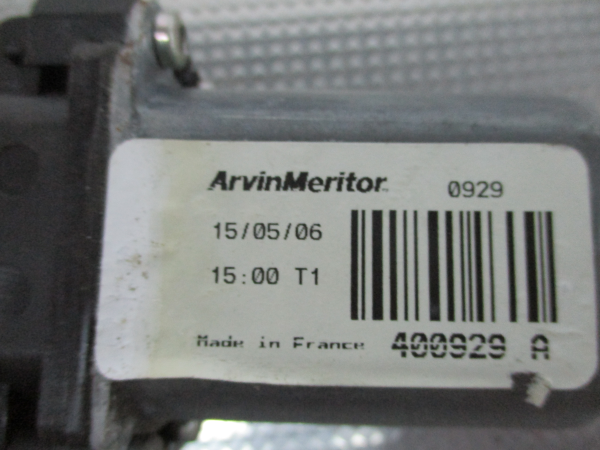 ArvinMeritor 0929
15/05/06
15:00 T1
Made in France 400929 A